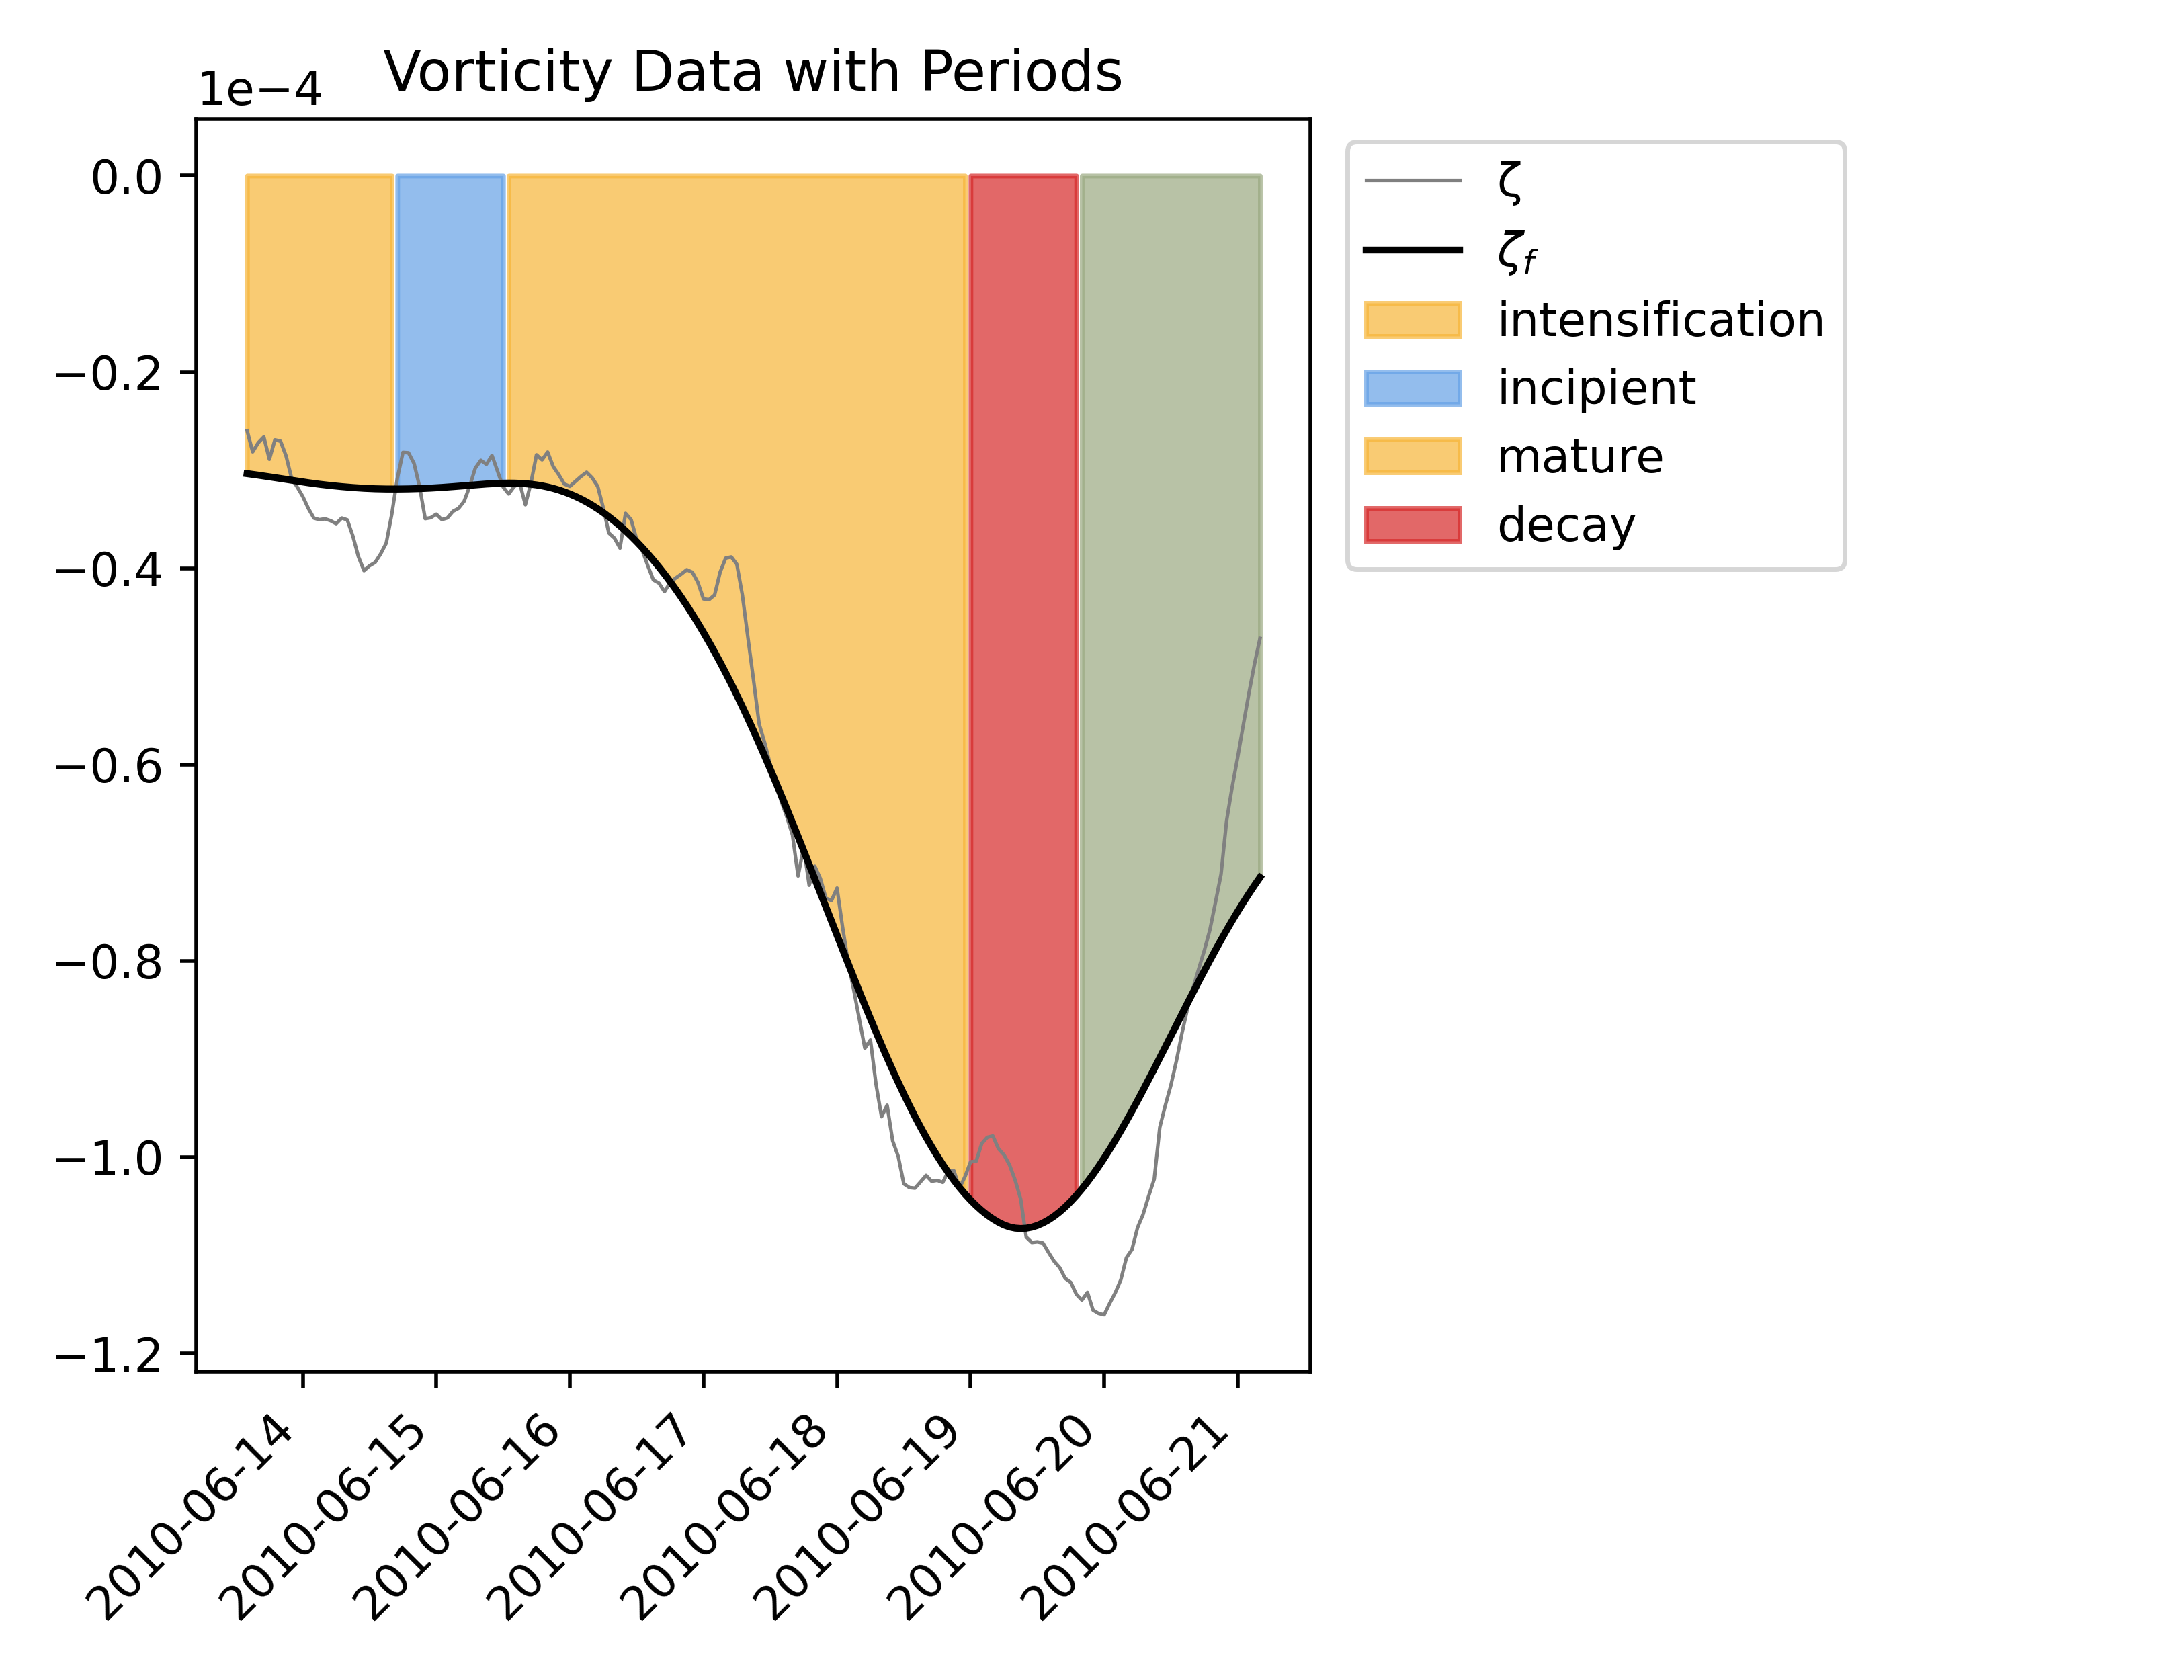 Vorticity Data with Periods
1e−4
0.0
−0.2
−0.4
−0.6
−0.8
−1.0
−1.2
2010-06-14
2010-06-15
2010-06-16
2010-06-17
2010-06-18
2010-06-19
2010-06-20
2010-06-21
ζ
ζf
intensification
incipient
mature
decay